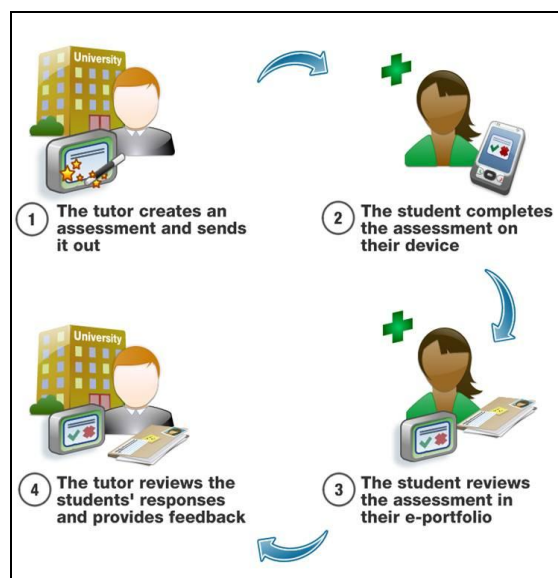 University
1
The tutor creates an
assessment and sends
it out
2
The student completes
the assessment on
their device
University
4
The tutor reviews the
students' responses
and provides feedback
3
The student reviews
the assessment in
their e-portfolio